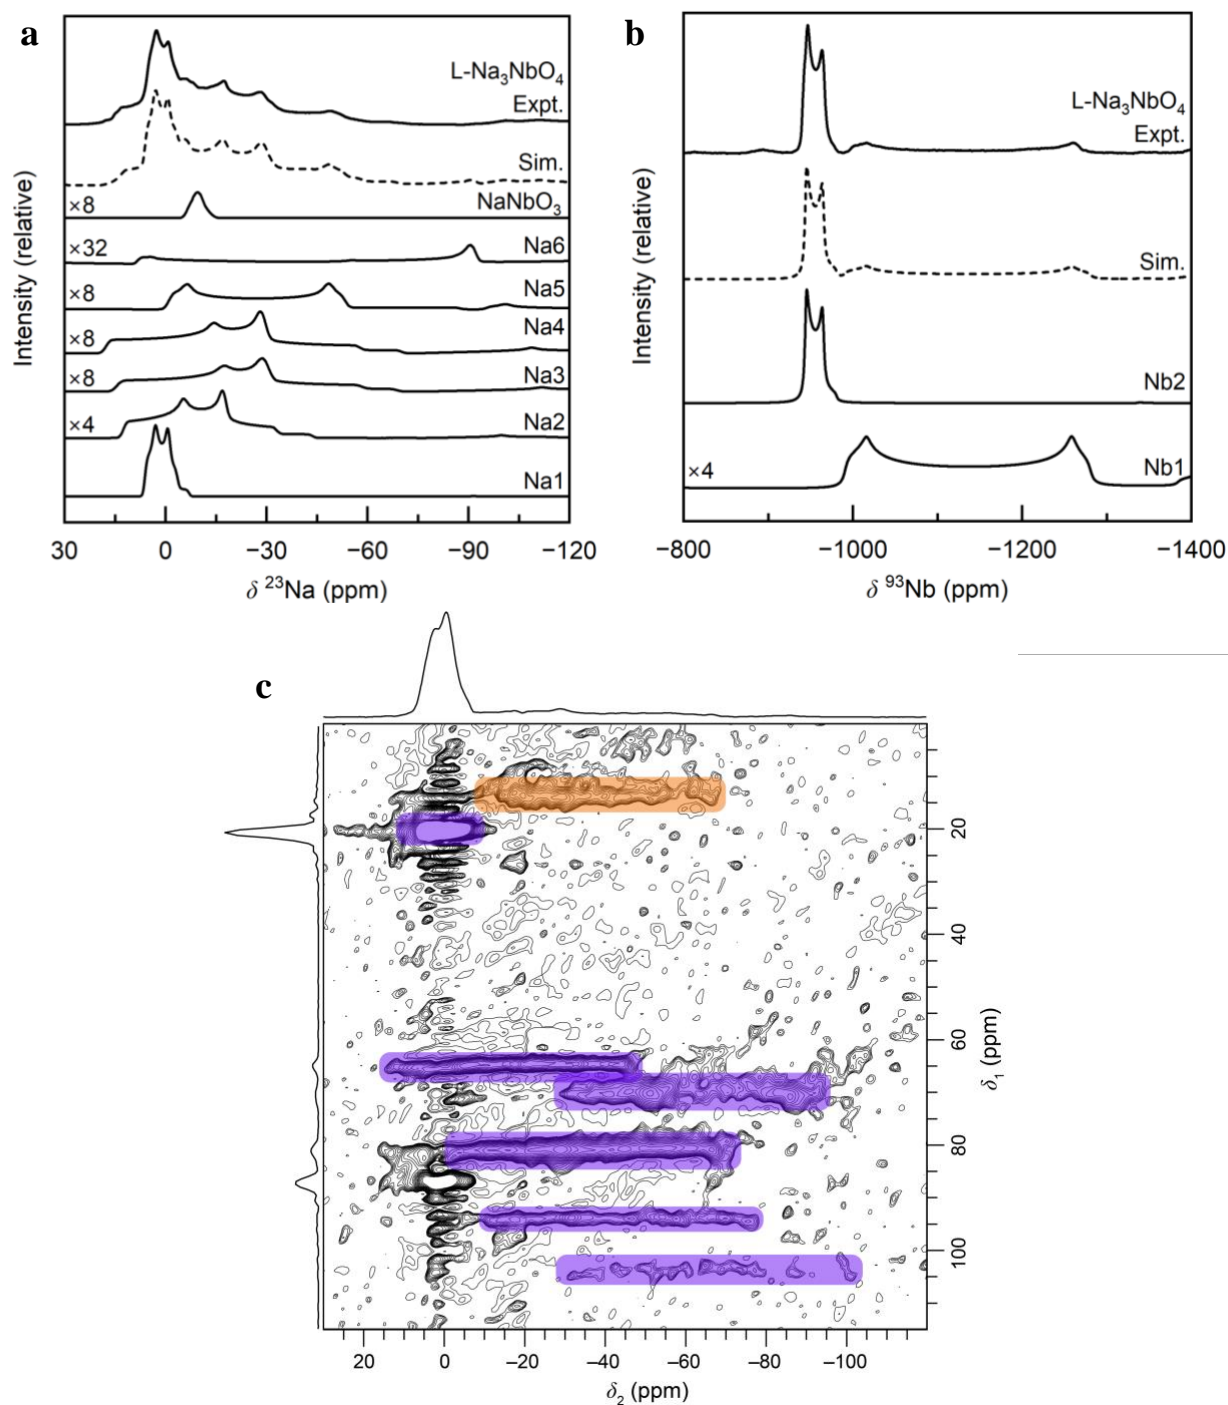 a
L-Na₃NbO₄
Expt.
Sim.
×8 NaNbO₃
×32 Na6
×8 Na5
×8 Na4
×8 Na3
×4 Na2
Na1
Intensity (relative)
30 0 −30 −60 −90 −120
δ ²³Na (ppm)
b
L-Na₃NbO₄
Expt.
Sim.
Nb2
×4 Nb1
Intensity (relative)
−800 −1000 −1200 −1400
δ ⁹³Nb (ppm)
c
20
40
60
80
100
δ₁ (ppm)
20 0 −20 −40 −60 −80 −100
δ₂ (ppm)